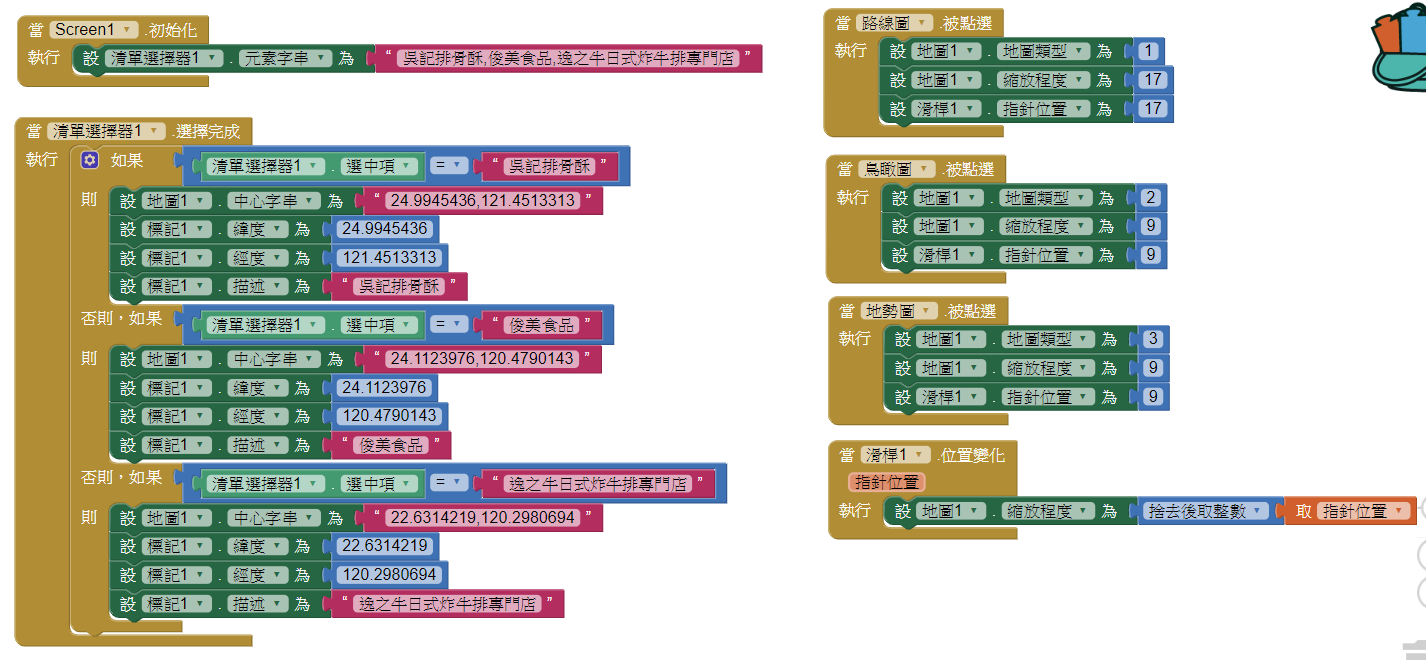 當 Screen1 .初始化
執行 設 清單選擇器1 . 元素字串 為 “ 吳記排骨酥,俊美食品,逸之牛日式炸牛排專門店 ”
當 清單選擇器1 .選擇完成
執行 如果 清單選擇器1 . 選中項 = “ 吳記排骨酥 ”
則 設 地圖1 . 中心字串 為 “ 24.9945436,121.4513313 ”
設 標記1 . 緯度 為 24.9945436
設 標記1 . 經度 為 121.4513313
設 標記1 . 描述 為 “ 吳記排骨酥 ”
否則，如果 清單選擇器1 . 選中項 = “ 俊美食品 ”
則 設 地圖1 . 中心字串 為 “ 24.1123976,120.4790143 ”
設 標記1 . 緯度 為 24.1123976
設 標記1 . 經度 為 120.4790143
設 標記1 . 描述 為 “ 俊美食品 ”
否則，如果 清單選擇器1 . 選中項 = “ 逸之牛日式炸牛排專門店 ”
則 設 地圖1 . 中心字串 為 “ 22.6314219,120.2980694 ”
設 標記1 . 緯度 為 22.6314219
設 標記1 . 經度 為 120.2980694
設 標記1 . 描述 為 “ 逸之牛日式炸牛排專門店 ”
當 路線圖 .被點選
執行 設 地圖1 . 地圖類型 為 1
設 地圖1 . 縮放程度 為 17
設 滑桿1 . 指針位置 為 17
當 鳥瞰圖 .被點選
執行 設 地圖1 . 地圖類型 為 2
設 地圖1 . 縮放程度 為 9
設 滑桿1 . 指針位置 為 9
當 地勢圖 .被點選
執行 設 地圖1 . 地圖類型 為 3
設 地圖1 . 縮放程度 為 9
設 滑桿1 . 指針位置 為 9
當 滑桿1 .位置變化
指針位置
執行 設 地圖1 . 縮放程度 為 捨去後取整數 取 指針位置